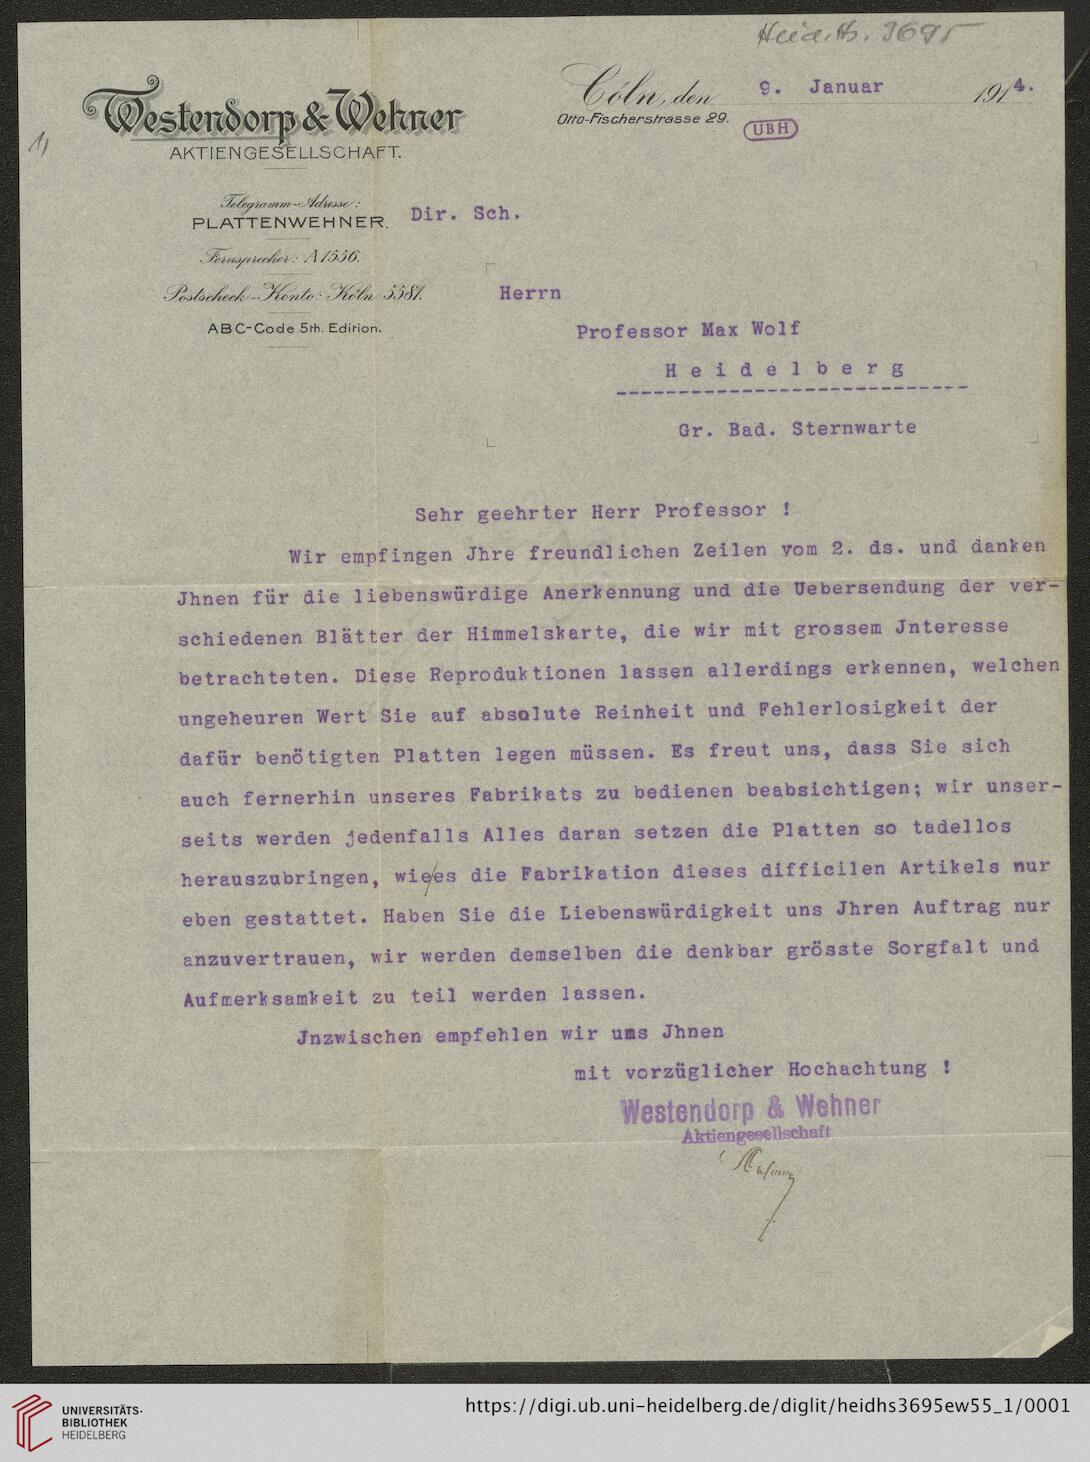 Heid. Hs. 3695
1)
Westendorp & Wehner
AKTIENGESELLSCHAFT.
Cöln, den 9. Januar 1914.
Otto-Fischerstrasse 29.
UBH
Telegramm-Adresse:
PLATTENWEHNER.
Fernsprecher: A 1556.
Postscheck-Konto: Köln 5581.
ABC-Code 5th. Edition.
Dir. Sch.
Herrn
Professor Max Wolf
Heidelberg
Gr. Bad. Sternwarte
Sehr geehrter Herr Professor !
Wir empfingen Jhre freundlichen Zeilen vom 2. ds. und danken
Jhnen für die liebenswürdige Anerkennung und die Uebersendung der ver-
schiedenen Blätter der Himmelskarte, die wir mit grossem Jnteresse
betrachteten. Diese Reproduktionen lassen allerdings erkennen, welchen
ungeheuren Wert Sie auf absolute Reinheit und Fehlerlosigkeit der
dafür benötigten Platten legen müssen. Es freut uns, dass Sie sich
auch fernerhin unseres Fabrikats zu bedienen beabsichtigen; wir unser-
seits werden jedenfalls Alles daran setzen die Platten so tadellos
herauszubringen, wie/es die Fabrikation dieses difficilen Artikels nur
eben gestattet. Haben Sie die Liebenswürdigkeit uns Jhren Auftrag nur
anzuvertrauen, wir werden demselben die denkbar grösste Sorgfalt und
Aufmerksamkeit zu teil werden lassen.
Jnzwischen empfehlen wir uns Jhnen
mit vorzüglicher Hochachtung !
Westendorp & Wehner
Aktiengesellschaft
UNIVERSITÄTS-
BIBLIOTHEK
HEIDELBERG
https://digi.ub.uni-heidelberg.de/diglit/heidhs3695ew55_1/0001